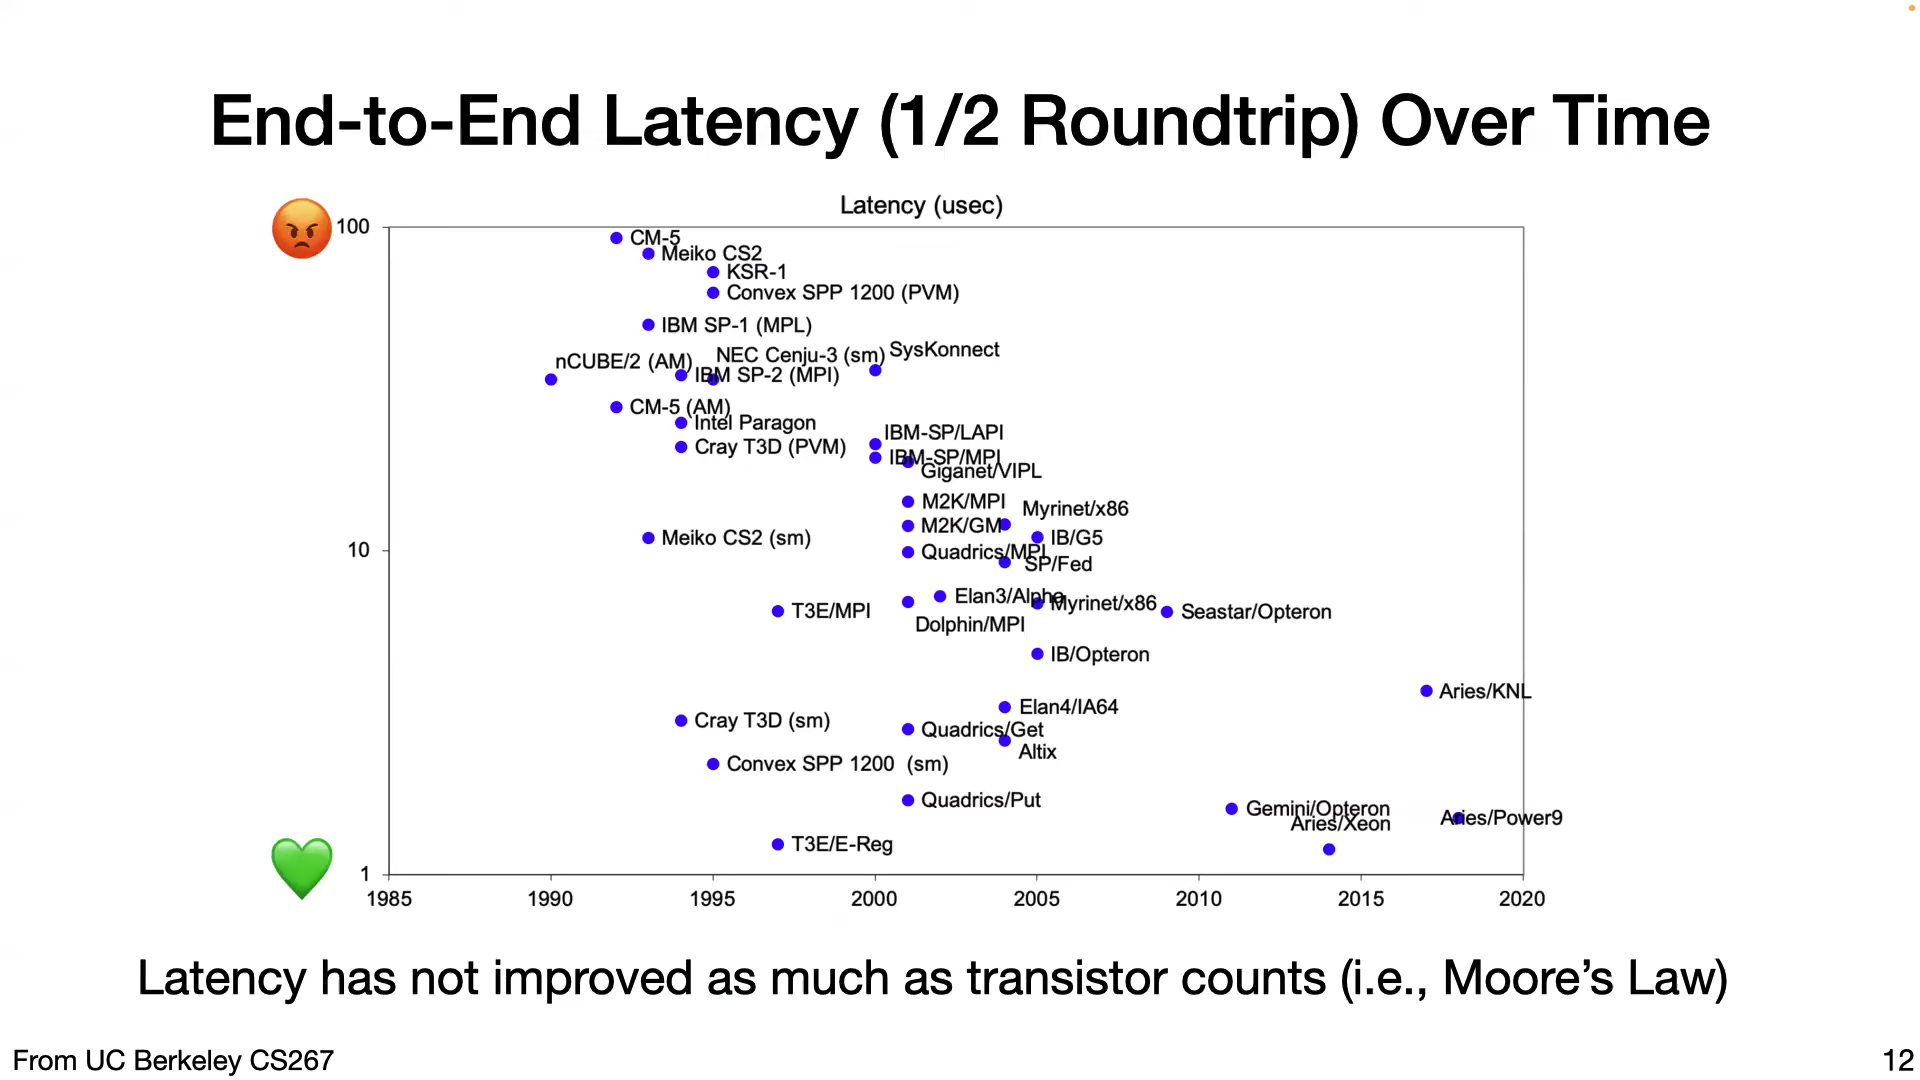 End-to-End Latency (1/2 Roundtrip) Over Time
Latency (usec)
100
CM-5
Meiko CS2
KSR-1
Convex SPP 1200 (PVM)
IBM SP-1 (MPL)
SysKonnect
NEC Cenju-3 (sm)
nCUBE/2 (AM)
IBM SP-2 (MPI)
CM-5 (AM)
Intel Paragon
IBM-SP/LAPI
Cray T3D (PVM)
IBM-SP/MPI
Giganet/VIPL
M2K/MPI
Myrinet/x86
M2K/GM
Meiko CS2 (sm)
IB/G5
10
Quadrics/MPI
SP/Fed
Elan3/Alpha
Myrinet/x86
T3E/MPI
Seastar/Opteron
Dolphin/MPI
IB/Opteron
Aries/KNL
Elan4/IA64
Cray T3D (sm)
Quadrics/Get
Altix
Convex SPP 1200 (sm)
Quadrics/Put
Gemini/Opteron
Aries/Power9
Aries/Xeon
T3E/E-Reg
1
1985 1990 1995 2000 2005 2010 2015 2020
Latency has not improved as much as transistor counts (i.e., Moore’s Law)
From UC Berkeley CS267
12